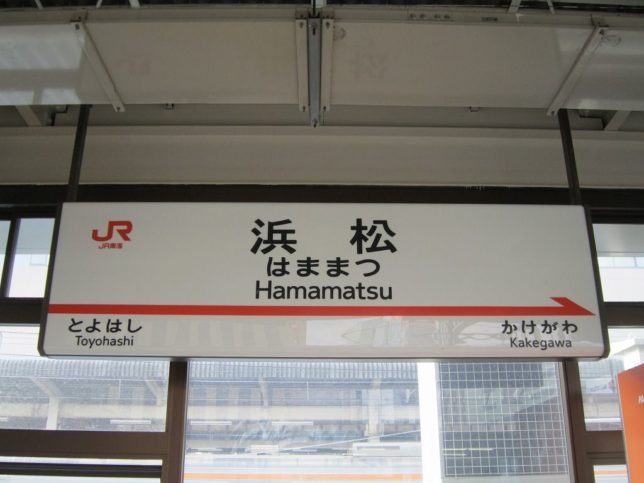 JR
JR東海
浜松
はままつ
Hamamatsu
とよはし
Toyohashi
かけがわ
Kakegawa